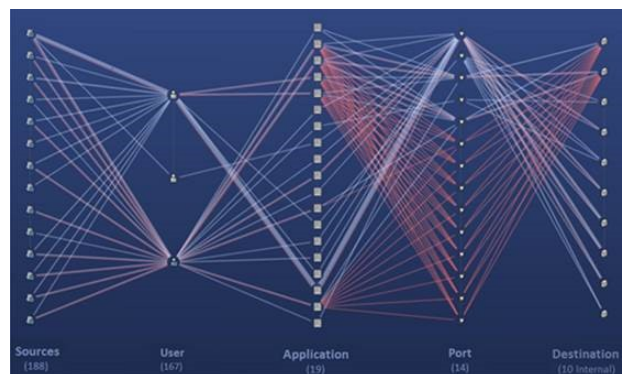 Sources User Application Port Destination
(188) (167) (19) (14) (10 Internal)